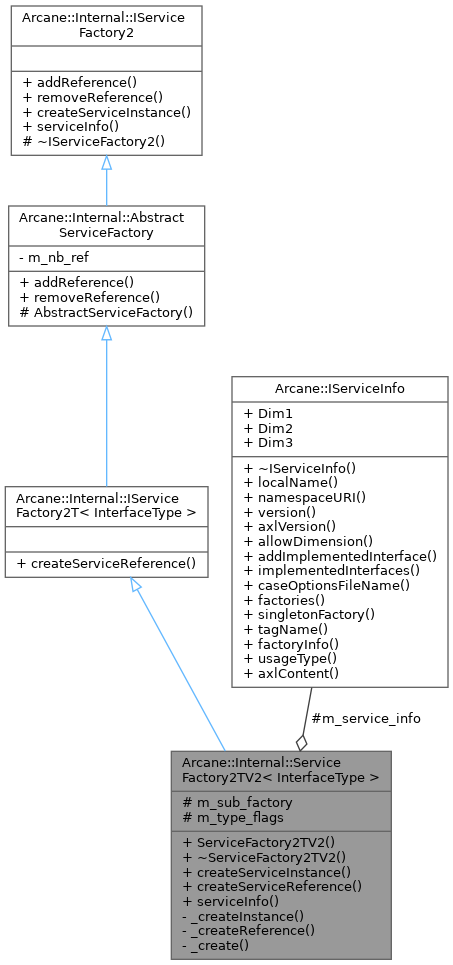 Arcane::Internal::IService
Factory2
+ addReference()
+ removeReference()
+ createServiceInstance()
+ serviceInfo()
# ~IServiceFactory2()
Arcane::Internal::Abstract
ServiceFactory
- m_nb_ref
+ addReference()
+ removeReference()
# AbstractServiceFactory()
Arcane::Internal::IService
Factory2T< InterfaceType >
+ createServiceReference()
Arcane::IServiceInfo
+ Dim1
+ Dim2
+ Dim3
+ ~IServiceInfo()
+ localName()
+ namespaceURI()
+ version()
+ axlVersion()
+ allowDimension()
+ addImplementedInterface()
+ implementedInterfaces()
+ caseOptionsFileName()
+ factories()
+ singletonFactory()
+ tagName()
+ factoryInfo()
+ usageType()
+ axlContent()
#m_service_info
Arcane::Internal::Service
Factory2TV2< InterfaceType >
# m_sub_factory
# m_type_flags
+ ServiceFactory2TV2()
+ ~ServiceFactory2TV2()
+ createServiceInstance()
+ createServiceReference()
+ serviceInfo()
- _createInstance()
- _createReference()
- _create()